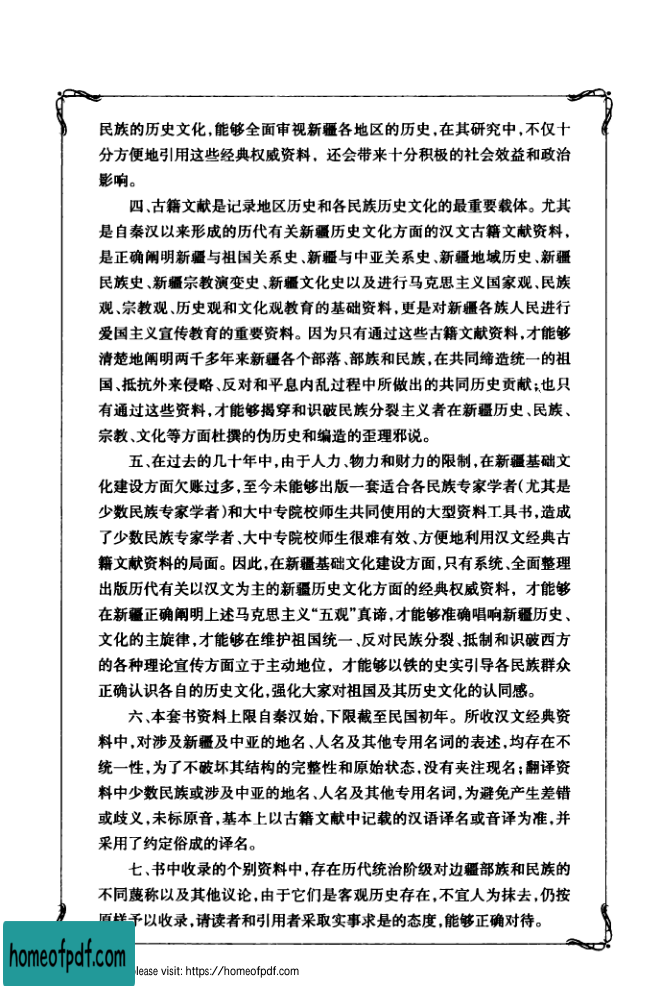 民族的历史文化,能够全面审视新疆各地区的历史,在其研究中,不仅十
分方便地引用这些经典权威资料,还会带来十分积极的社会效益和政治
影响。
四、古籍文献是记录地区历史和各民族历史文化的最重要载体。尤其
是自秦汉以来形成的历代有关新疆历史文化方面的汉文古籍文献资料,
是正确阐明新疆与祖国关系史、新疆与中亚关系史、新疆地域历史、新疆
民族史、新疆宗教演变史、新疆文化史以及进行马克思主义国家观、民族
观、宗教观、历史观和文化观教育的基础资料,更是对新疆各族人民进行
爱国主义宣传教育的重要资料。因为只有通过这些古籍文献资料,才能够
清楚地阐明两千多年来新疆各个部落、部族和民族,在共同缔造统一的祖
国、抵抗外来侵略、反对和平息内乱过程中所做出的共同历史贡献;也只
有通过这些资料,才能够揭穿和识破民族分裂主义者在新疆历史、民族、
宗教、文化等方面杜撰的伪历史和编造的歪理邪说。
五、在过去的几十年中,由于人力、物力和财力的限制,在新疆基础文
化建设方面欠账过多,至今未能够出版一套适合各民族专家学者(尤其是
少数民族专家学者)和大中专院校师生共同使用的大型资料工具书,造成
了少数民族专家学者、大中专院校师生很难有效、方便地利用汉文经典古
籍文献资料的局面。因此,在新疆基础文化建设方面,只有系统、全面整理
出版历代有关以汉文为主的新疆历史文化方面的经典权威资料,才能够
在新疆正确阐明上述马克思主义“五观”真谛,才能够准确唱响新疆历史、
文化的主旋律,才能够在维护祖国统一、反对民族分裂、抵制和识破西方
的各种理论宣传方面立于主动地位,才能够以铁的史实引导各民族群众
正确认识各自的历史文化,强化大家对祖国及其历史文化的认同感。
六、本套书资料上限自秦汉始,下限截至民国初年。所收汉文经典资
料中,对涉及新疆及中亚的地名、人名及其他专用名词的表述,均存在不
统一性,为了不破坏其结构的完整性和原始状态,没有夹注现名;翻译资
料中少数民族或涉及中亚的地名、人名及其他专用名词,为避免产生差错
或歧义,未标原音,基本上以古籍文献中记载的汉语译名或音译为准,并
采用了约定俗成的译名。
七、书中收录的个别资料中,存在历代统治阶级对边疆部族和民族的
不同蔑称以及其他议论,由于它们是客观历史存在,不宜人为抹去,仍按
原样予以收录,请读者和引用者采取实事求是的态度,能够正确对待。
homeofpdf.com
lease visit: https://homeofpdf.com